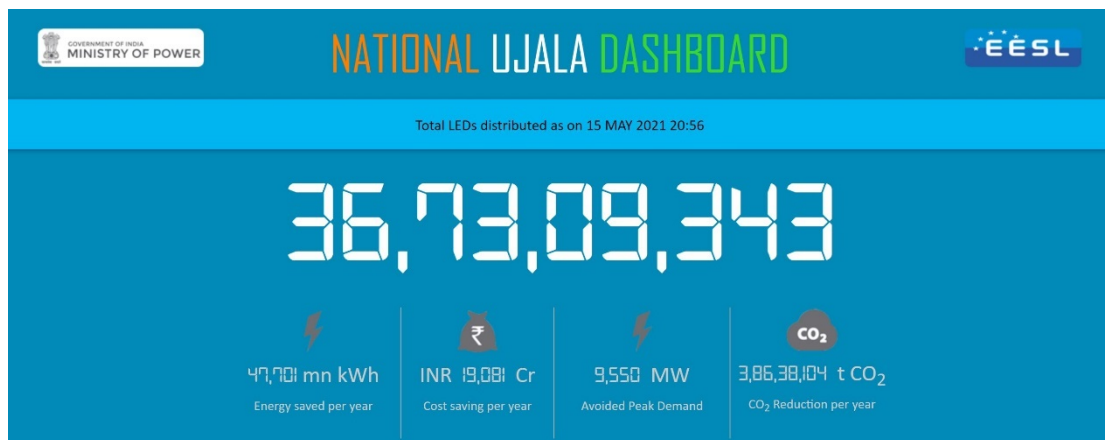 GOVERNMENT OF INDIA
MINISTRY OF POWER
NATIONAL UJALA DASHBOARD
EESL
Total LEDs distributed as on 15 MAY 2021 20:56
36,73,09,343
₹
CO₂
47,701 mn kWh
INR 19,081 Cr
9,550 MW
3,86,38,104 t CO₂
Energy saved per year
Cost saving per year
Avoided Peak Demand
CO₂ Reduction per year